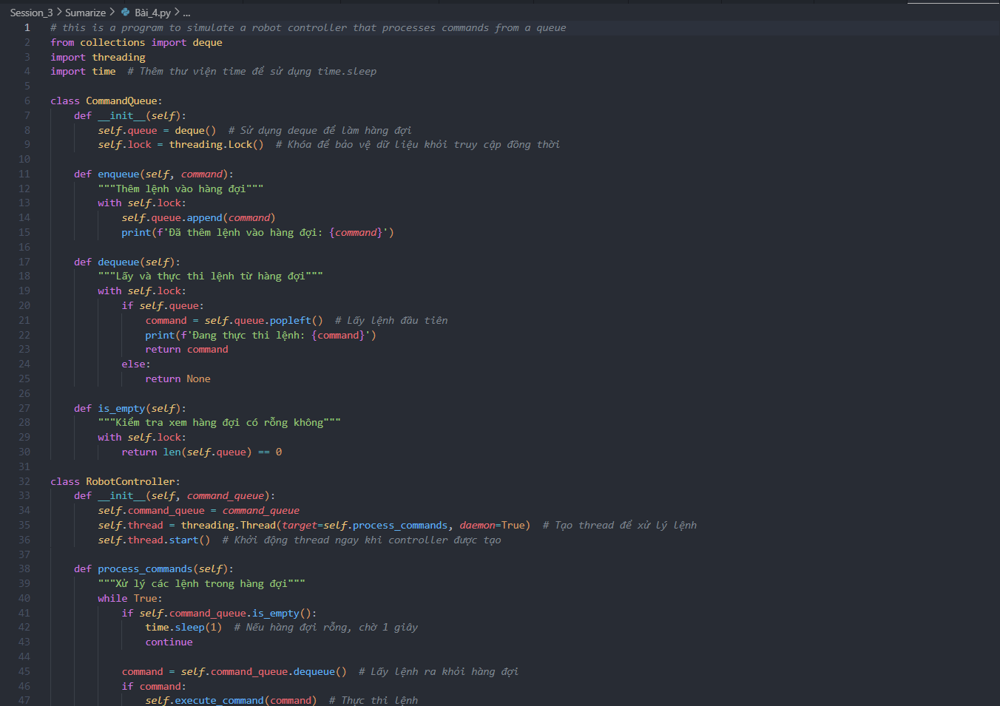 Session_3 > Sumarize > Bài_4.py > ...
1 # this is a program to simulate a robot controller that processes commands from a queue
2 from collections import deque
3 import threading
4 import time  # Thêm thư viện time để sử dụng time.sleep
5
6 class CommandQueue:
7     def __init__(self):
8         self.queue = deque()  # Sử dụng deque để làm hàng đợi
9         self.lock = threading.Lock()  # Khóa để bảo vệ dữ liệu khỏi truy cập đồng thời
10
11     def enqueue(self, command):
12         """Thêm lệnh vào hàng đợi"""
13         with self.lock:
14             self.queue.append(command)
15             print(f'Đã thêm lệnh vào hàng đợi: {command}')
16
17     def dequeue(self):
18         """Lấy và thực thi lệnh từ hàng đợi"""
19         with self.lock:
20             if self.queue:
21                 command = self.queue.popleft()  # Lấy lệnh đầu tiên
22                 print(f'Đang thực thi lệnh: {command}')
23                 return command
24             else:
25                 return None
26
27     def is_empty(self):
28         """Kiểm tra xem hàng đợi có rỗng không"""
29         with self.lock:
30             return len(self.queue) == 0
31
32 class RobotController:
33     def __init__(self, command_queue):
34         self.command_queue = command_queue
35         self.thread = threading.Thread(target=self.process_commands, daemon=True)  # Tạo thread để xử lý lệnh
36         self.thread.start()  # Khởi động thread ngay khi controller được tạo
37
38     def process_commands(self):
39         """Xử lý các lệnh trong hàng đợi"""
40         while True:
41             if self.command_queue.is_empty():
42                 time.sleep(1)  # Nếu hàng đợi rỗng, chờ 1 giây
43                 continue
44
45             command = self.command_queue.dequeue()  # Lấy lệnh ra khỏi hàng đợi
46             if command:
47                 self.execute_command(command)  # Thực thi lệnh